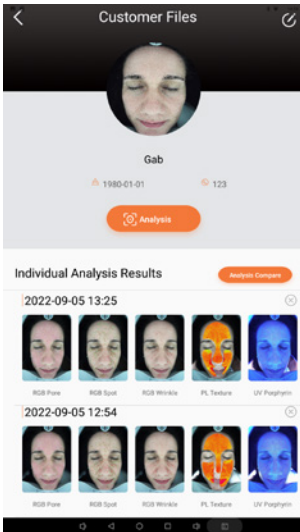 Customer Files
Gab
1980-01-01 123
Analysis
Individual Analysis Results Analysis Compare
2022-09-05 13:25
RGB Pore RGB Spot RGB Wrinkle PL Texture UV Porphyrin
2022-09-05 12:54
RGB Pore RGB Spot RGB Wrinkle PL Texture UV Porphyrin